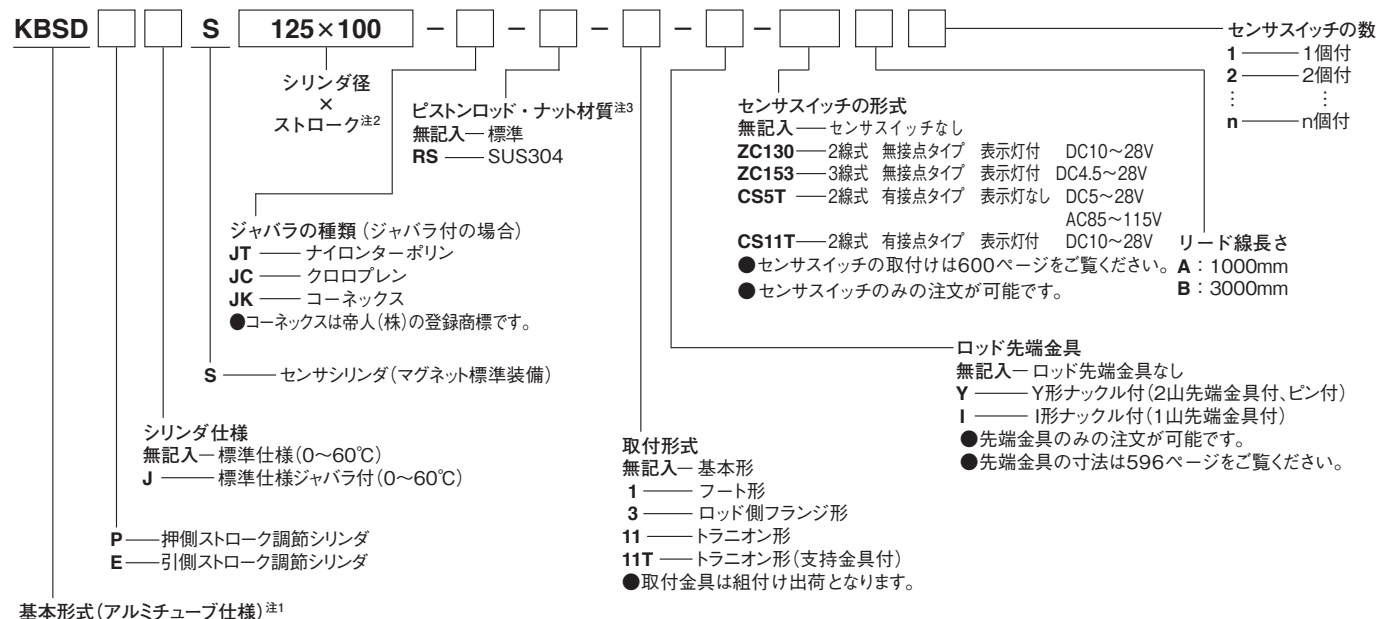 KBSD □ □ S 125×100 － □ － □ － □ － □ － □ □ □
センサスイッチの数
1 ── 1個付
2 ── 2個付
⋮ ⋮
n ── n個付
シリンダ径
×
ストローク注2
ピストンロッド・ナット材質注3
無記入─ 標準
RS ── SUS304
センサスイッチの形式
無記入── センサスイッチなし
ZC130── 2線式 無接点タイプ 表示灯付 DC10～28V
ZC153── 3線式 無接点タイプ 表示灯付 DC4.5～28V
CS5T ── 2線式 有接点タイプ 表示灯なし DC5～28V
AC85～115V
CS11T── 2線式 有接点タイプ 表示灯付 DC10～28V
●センサスイッチの取付けは600ページをご覧ください。
●センサスイッチのみの注文が可能です。
リード線長さ
A：1000mm
B：3000mm
ジャバラの種類（ジャバラ付の場合）
JT ── ナイロンターポリン
JC ── クロロプレン
JK ── コーネックス
●コーネックスは帝人（株）の登録商標です。
ロッド先端金具
無記入─ ロッド先端金具なし
Y ── Y形ナックル付（2山先端金具付、ピン付）
I ── I形ナックル付（1山先端金具付）
●先端金具のみの注文が可能です。
●先端金具の寸法は596ページをご覧ください。
S ── センサシリンダ（マグネット標準装備）
シリンダ仕様
無記入─ 標準仕様（0～60℃）
J ── 標準仕様ジャバラ付（0～60℃）
取付形式
無記入─ 基本形
1 ── フート形
3 ── ロッド側フランジ形
11 ── トラニオン形
11T ── トラニオン形（支持金具付）
●取付金具は組付け出荷となります。
P ── 押側ストローク調節シリンダ
E ── 引側ストローク調節シリンダ
基本形式（アルミチューブ仕様）注1